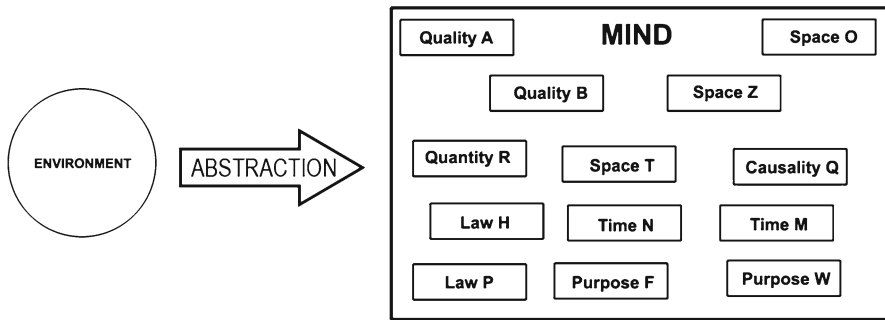 ENVIRONMENT
ABSTRACTION
MIND
Quality A
Space O
Quality B
Space Z
Quantity R
Space T
Causality Q
Law H
Time N
Time M
Law P
Purpose F
Purpose W